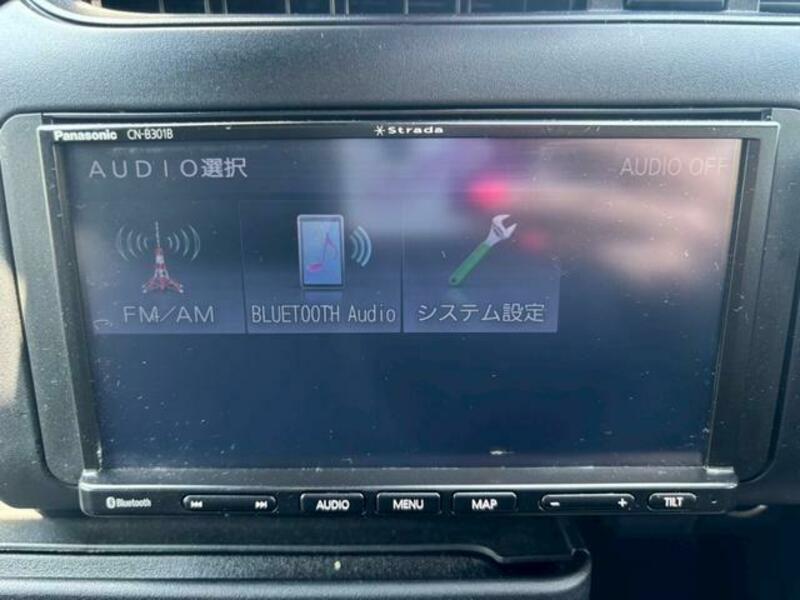 Panasonic CN-B301B
Strada
AUDIO選択
AUDIO OFF
FM/AM
BLUETOOTH Audio
システム設定
Bluetooth
AUDIO
MENU
MAP
- +
TILT